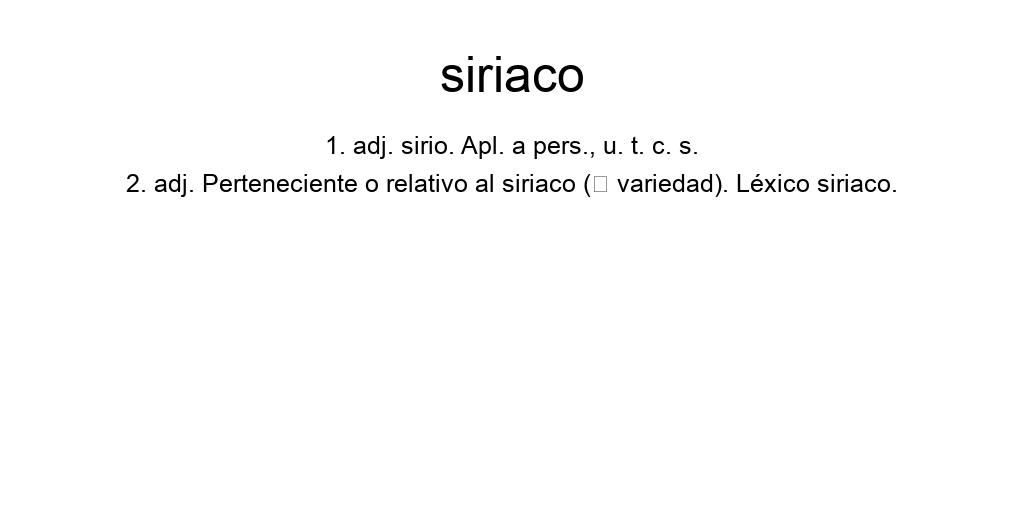 siriaco
1. adj. sirio. Apl. a pers., u. t. c. s.
2. adj. Perteneciente o relativo al siriaco (□ variedad). Léxico siriaco.